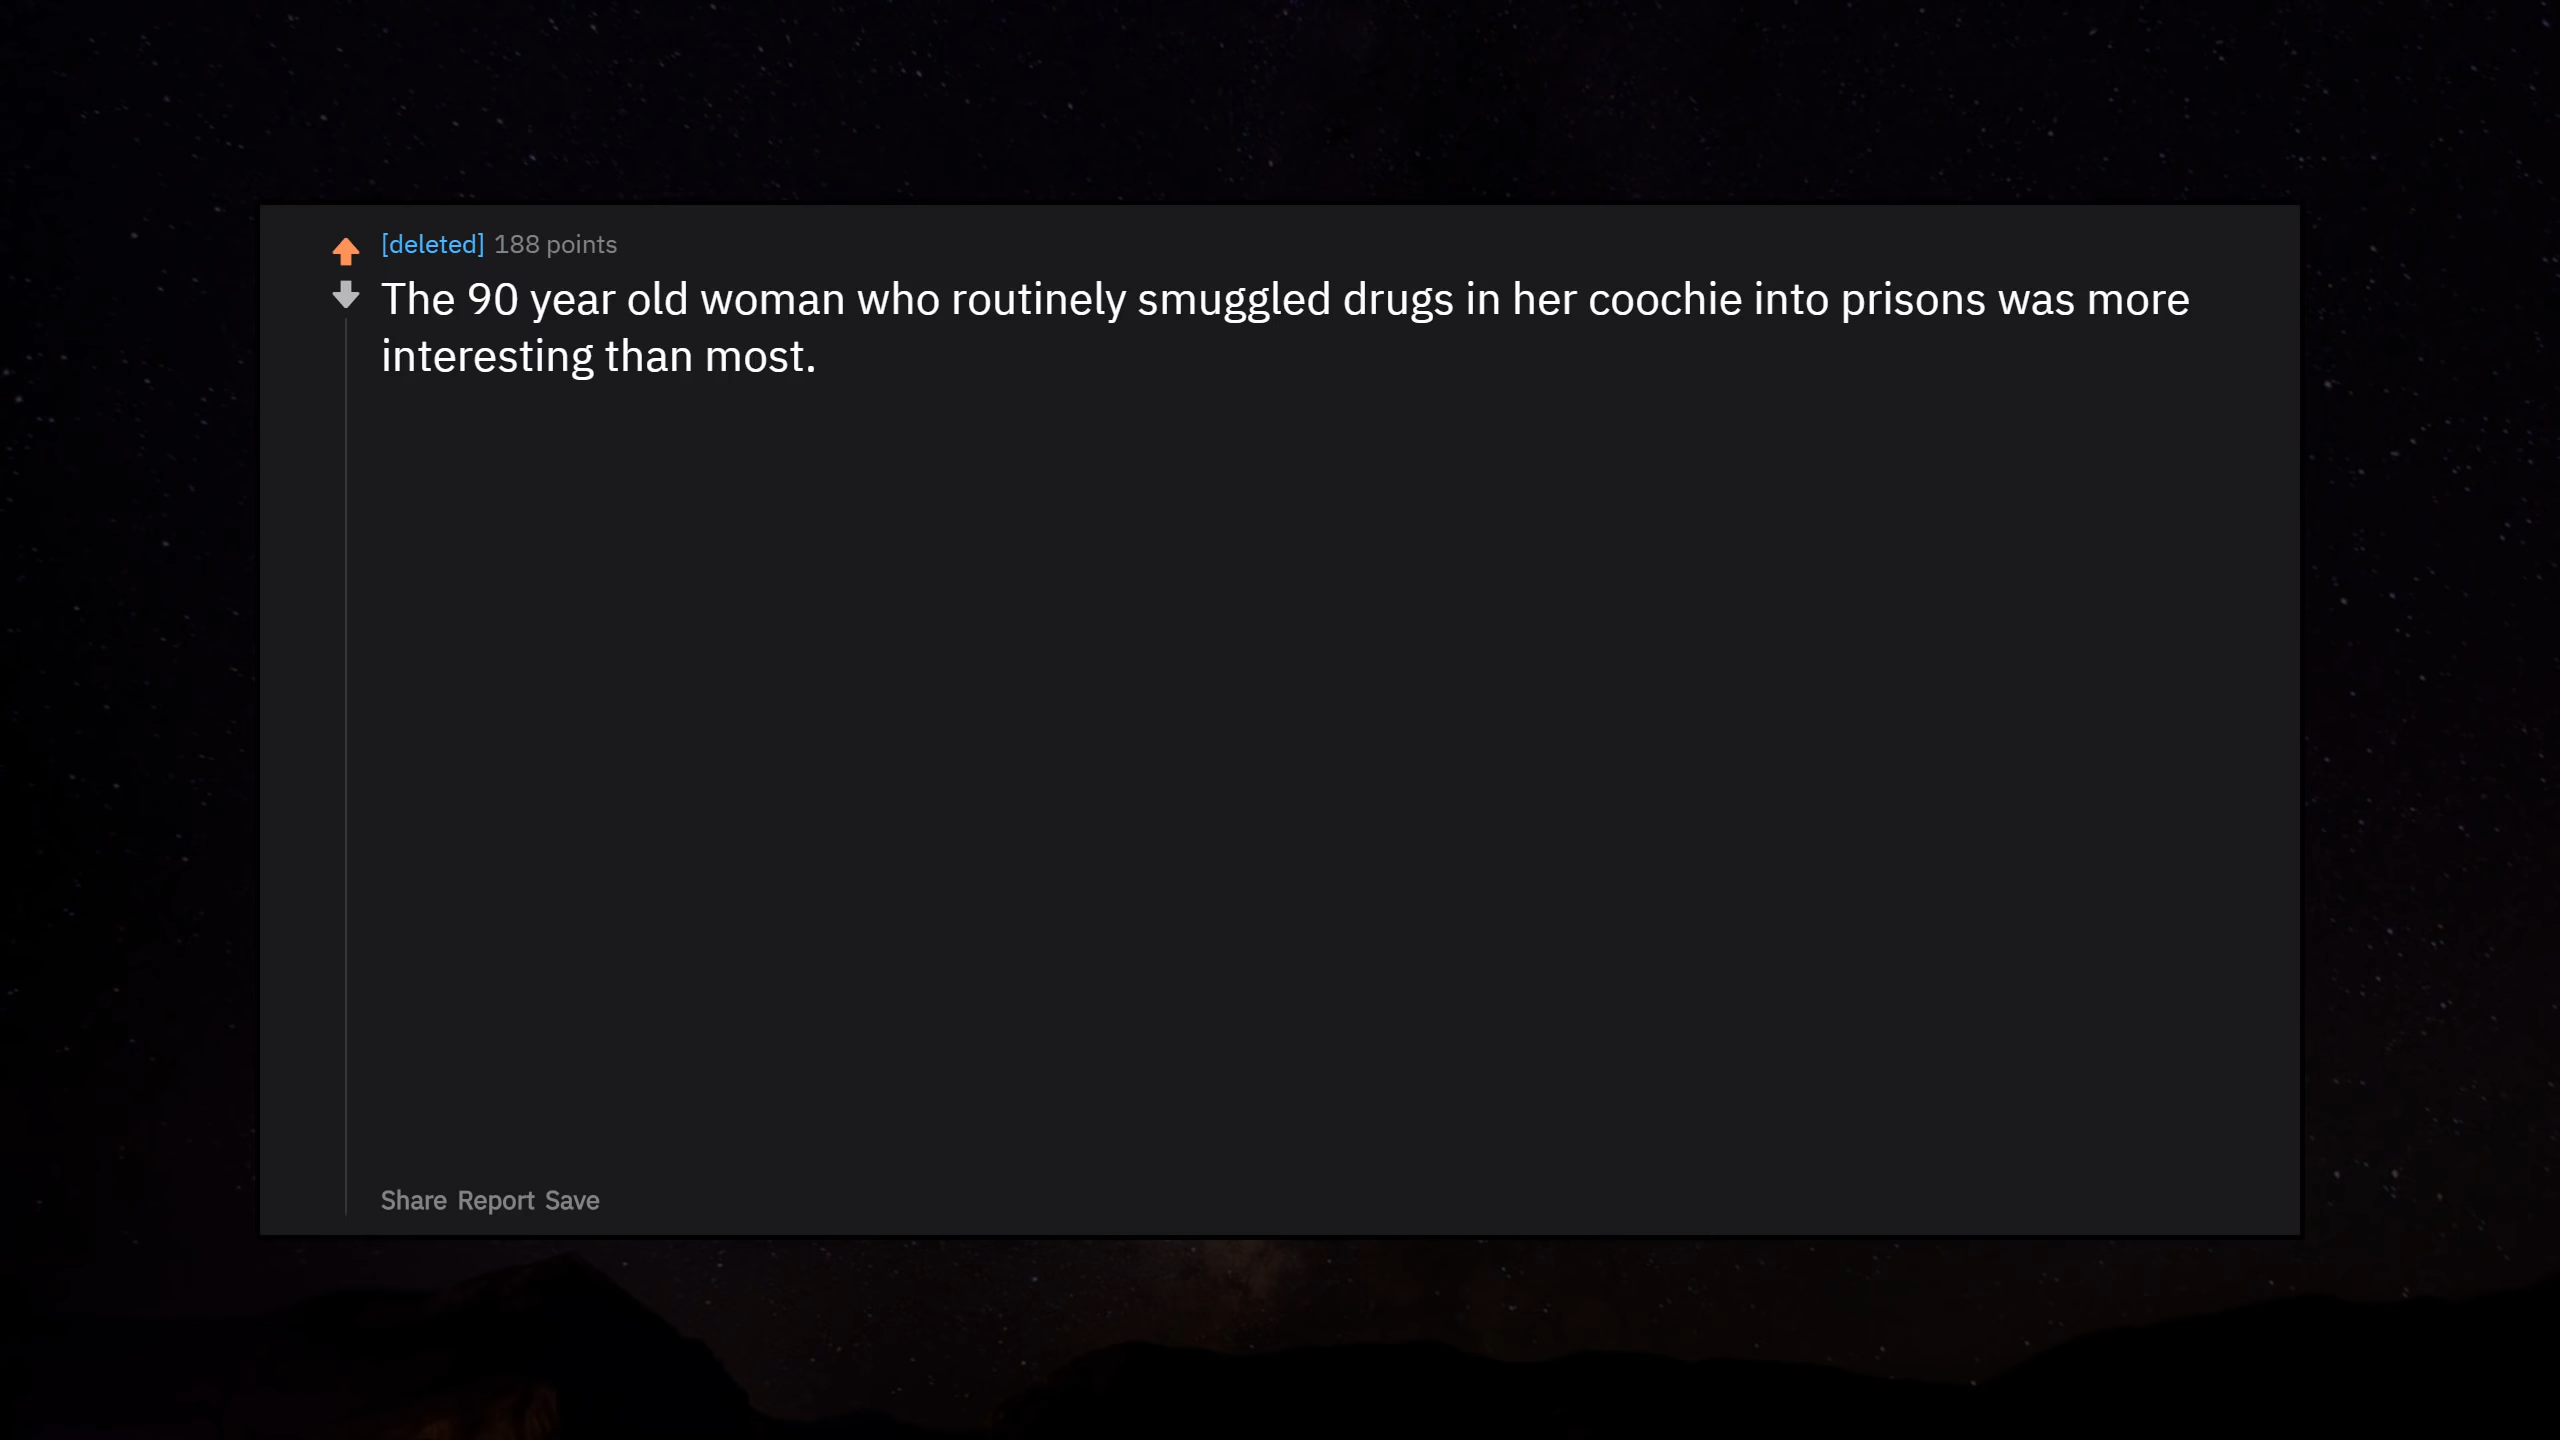 [deleted] 188 points
The 90 year old woman who routinely smuggled drugs in her coochie into prisons was more
interesting than most.
Share Report Save